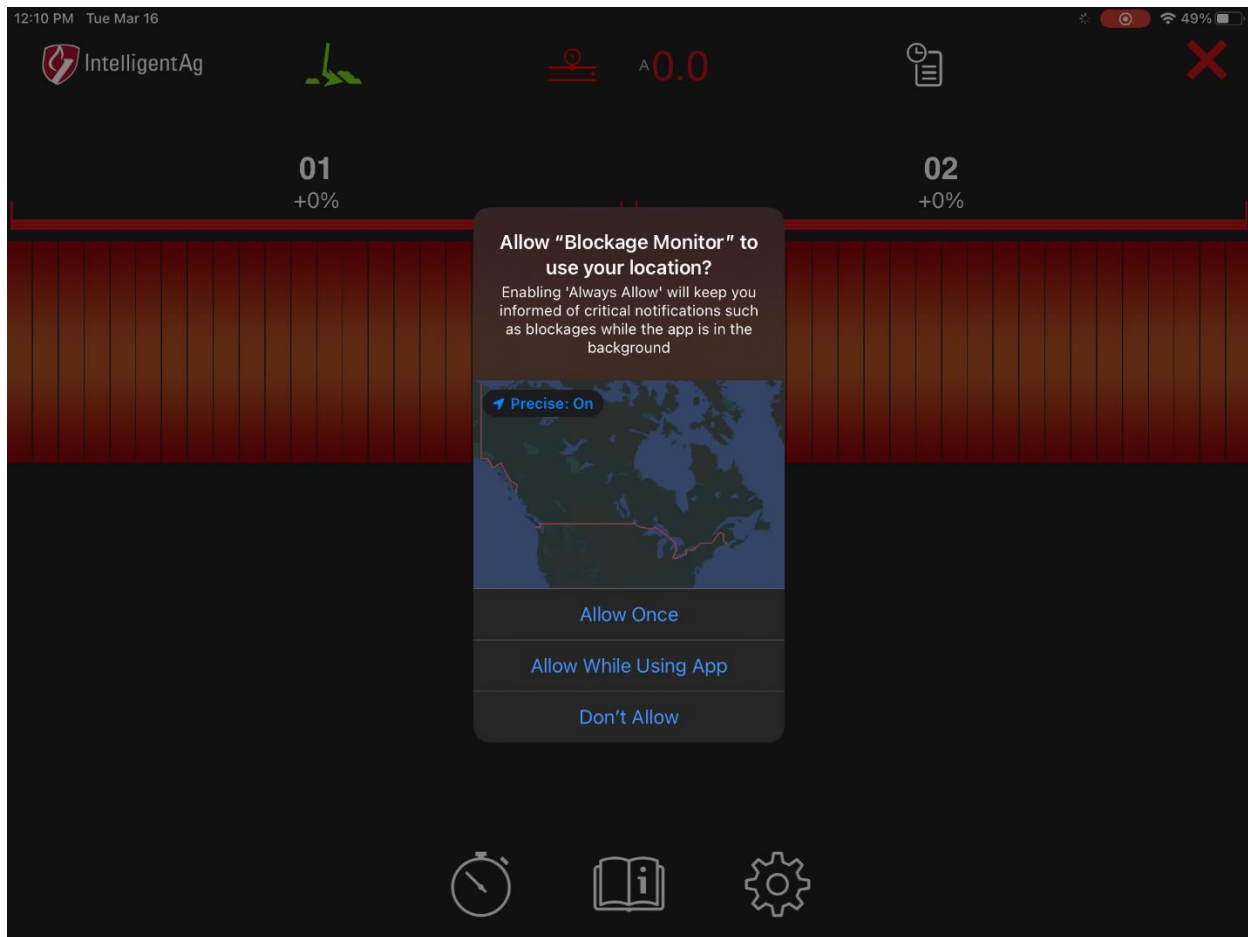 12:10 PM Tue Mar 16
49%
IntelligentAg
A 0.0
01
+0%
02
+0%
Allow “Blockage Monitor” to
use your location?
Enabling 'Always Allow' will keep you
informed of critical notifications such
as blockages while the app is in the
background
Precise: On
Allow Once
Allow While Using App
Don’t Allow
i